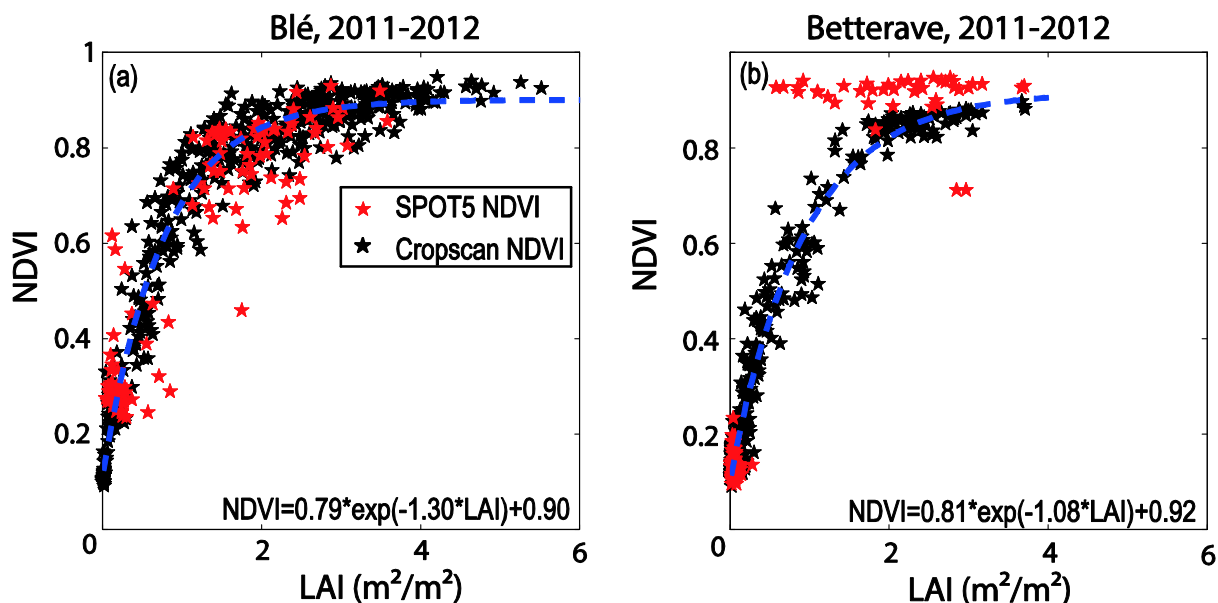 Blé, 2011-2012
(a)
NDVI
1
0.8
0.6
0.4
0.2
0
2
4
6
LAI (m²/m²)
SPOT5 NDVI
Cropscan NDVI
NDVI=0.79*exp(-1.30*LAI)+0.90
Betterave, 2011-2012
(b)
NDVI
0.8
0.6
0.4
0.2
0
2
4
6
LAI (m²/m²)
NDVI=0.81*exp(-1.08*LAI)+0.92